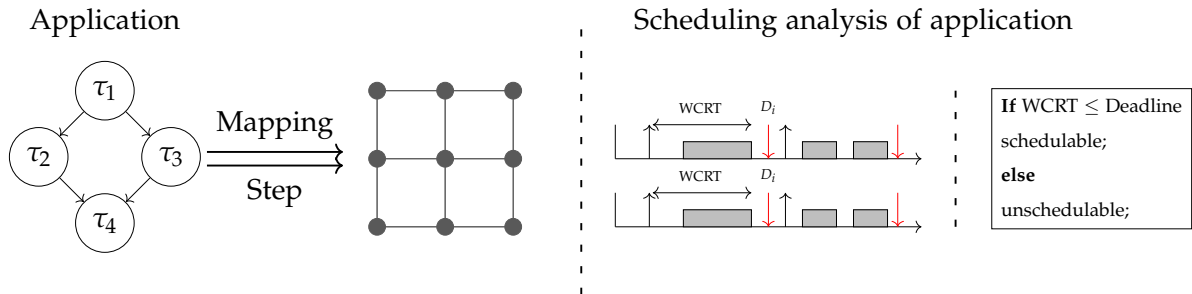 Application
τ1
τ2
τ3
τ4
Mapping
Step
Scheduling analysis of application
WCRT
Di
WCRT
Di
If WCRT ≤ Deadline
schedulable;
else
unschedulable;